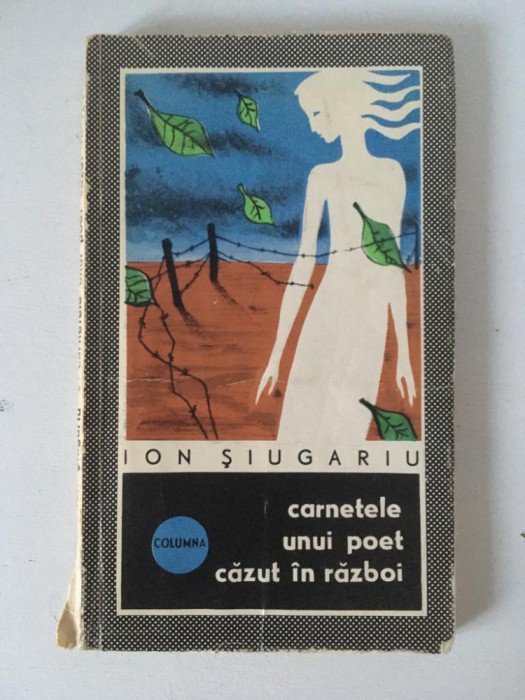 ION ŞIUGARIU
carnetele
COLUMNA
unui poet
căzut în război